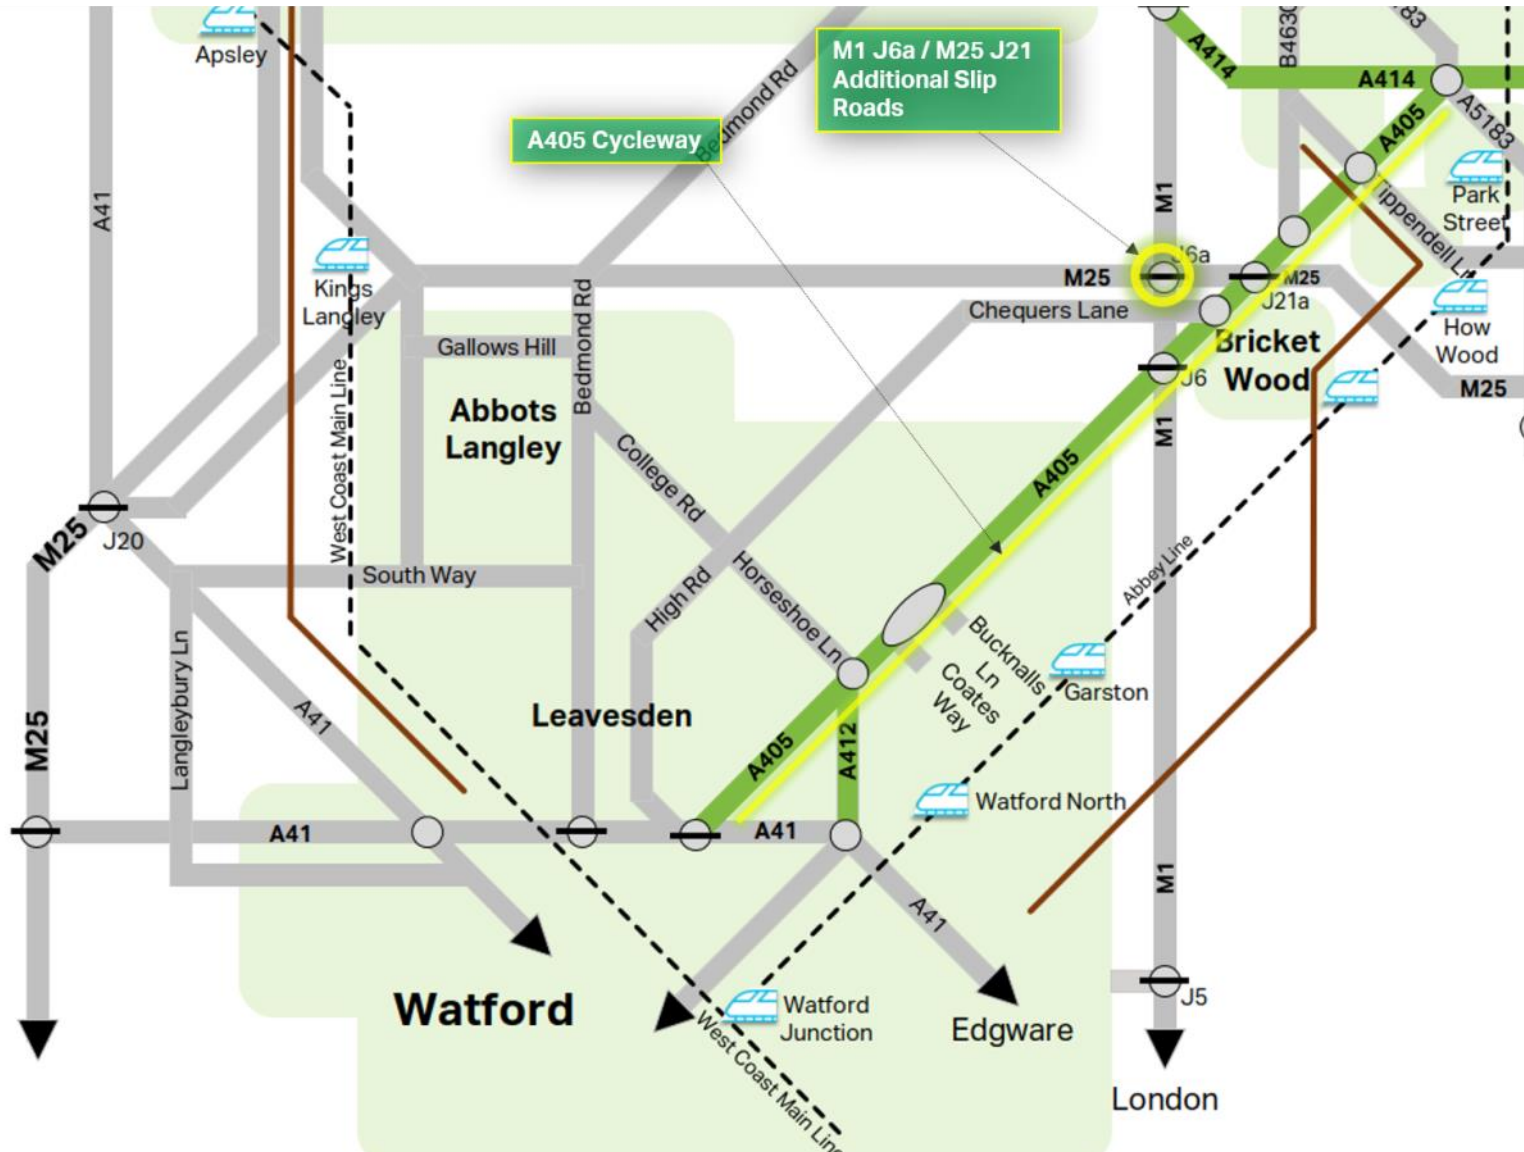 Apsley
A41
Bedmond Rd
M1 J6a / M25 J21
Additional Slip
Roads
A405 Cycleway
A414
B4630
A414
A405
A5183
M1
Park
Street
Tippendell Ln
J6a
M25
M25
J21a
Kings
Langley
Chequers Lane
How
Wood
Bricket
Wood
J6
M25
Gallows Hill
Bedmond Rd
West Coast Main Line
Abbots
Langley
College Rd
M1
A405
M25
J20
South Way
High Rd
Horseshoe Ln
Abbey Line
Bucknalls
Ln
Coates
Way
Garston
Langleybury Ln
A41
M25
Leavesden
A405
A412
Watford North
A41
A41
M1
A41
Watford
Watford
Junction
Edgware
J5
West Coast Main Line
London